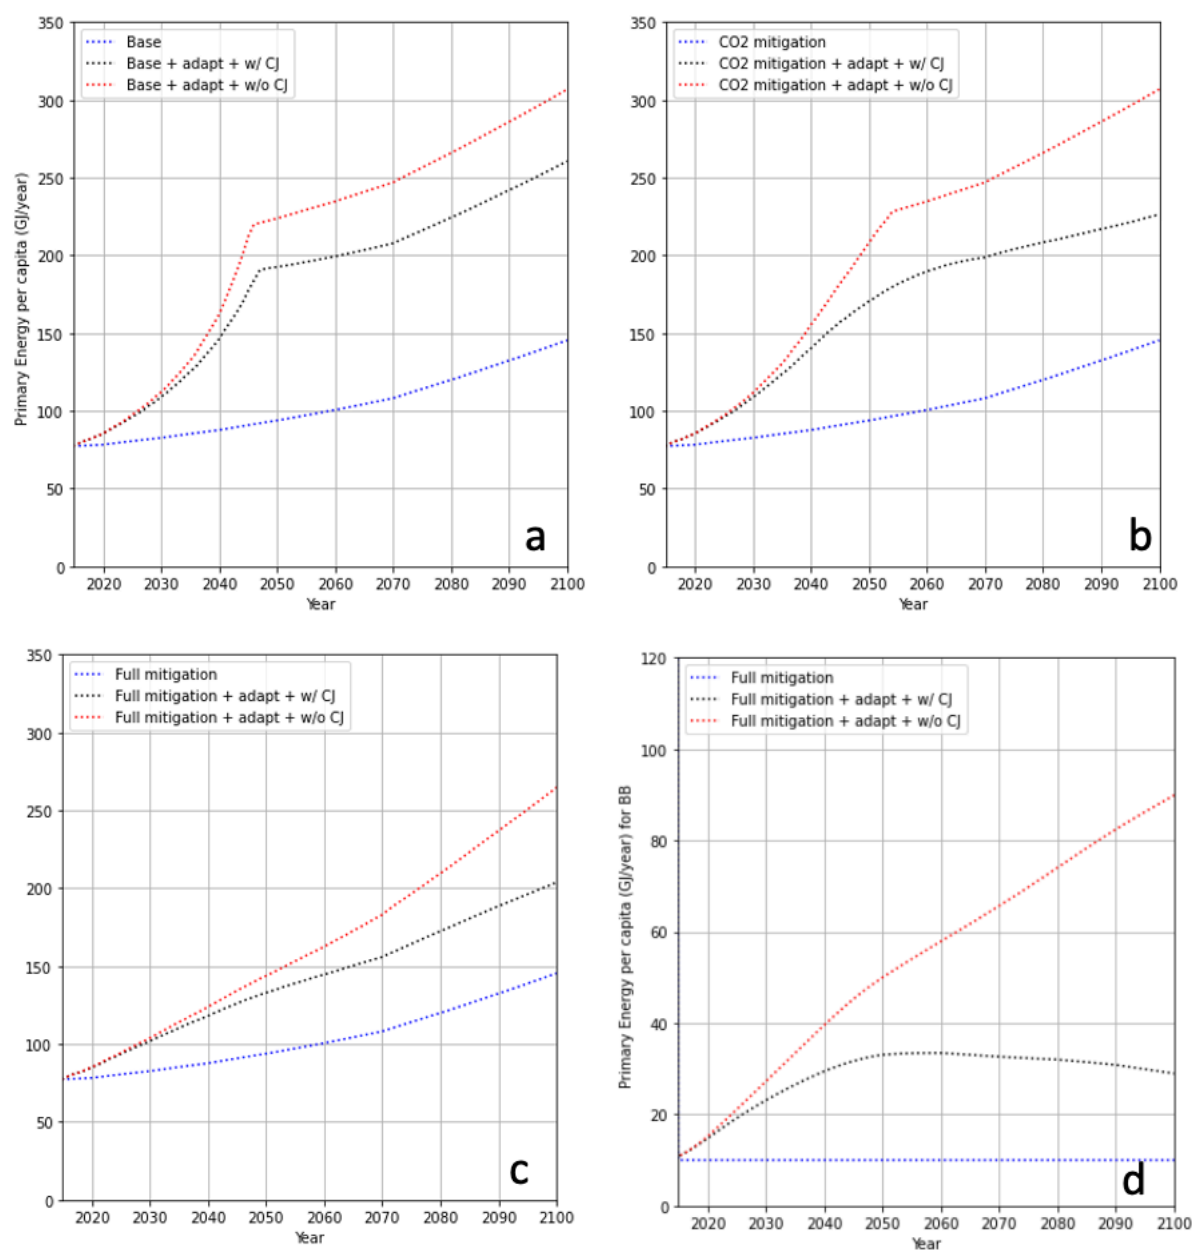 350
300
250
200
150
100
50
0
Primary Energy per capita (GJ/year)
Base
Base + adapt + w/ CJ
Base + adapt + w/o CJ
a
2020 2030 2040 2050 2060 2070 2080 2090 2100
Year
350
300
250
200
150
100
50
0
CO2 mitigation
CO2 mitigation + adapt + w/ CJ
CO2 mitigation + adapt + w/o CJ
b
2020 2030 2040 2050 2060 2070 2080 2090 2100
Year
350
300
250
200
150
100
50
0
Full mitigation
Full mitigation + adapt + w/ CJ
Full mitigation + adapt + w/o CJ
c
2020 2030 2040 2050 2060 2070 2080 2090 2100
Year
120
100
80
60
40
20
0
Primary Energy per capita (GJ/year) for BB
Full mitigation
Full mitigation + adapt + w/ CJ
Full mitigation + adapt + w/o CJ
d
2020 2030 2040 2050 2060 2070 2080 2090 2100
Year